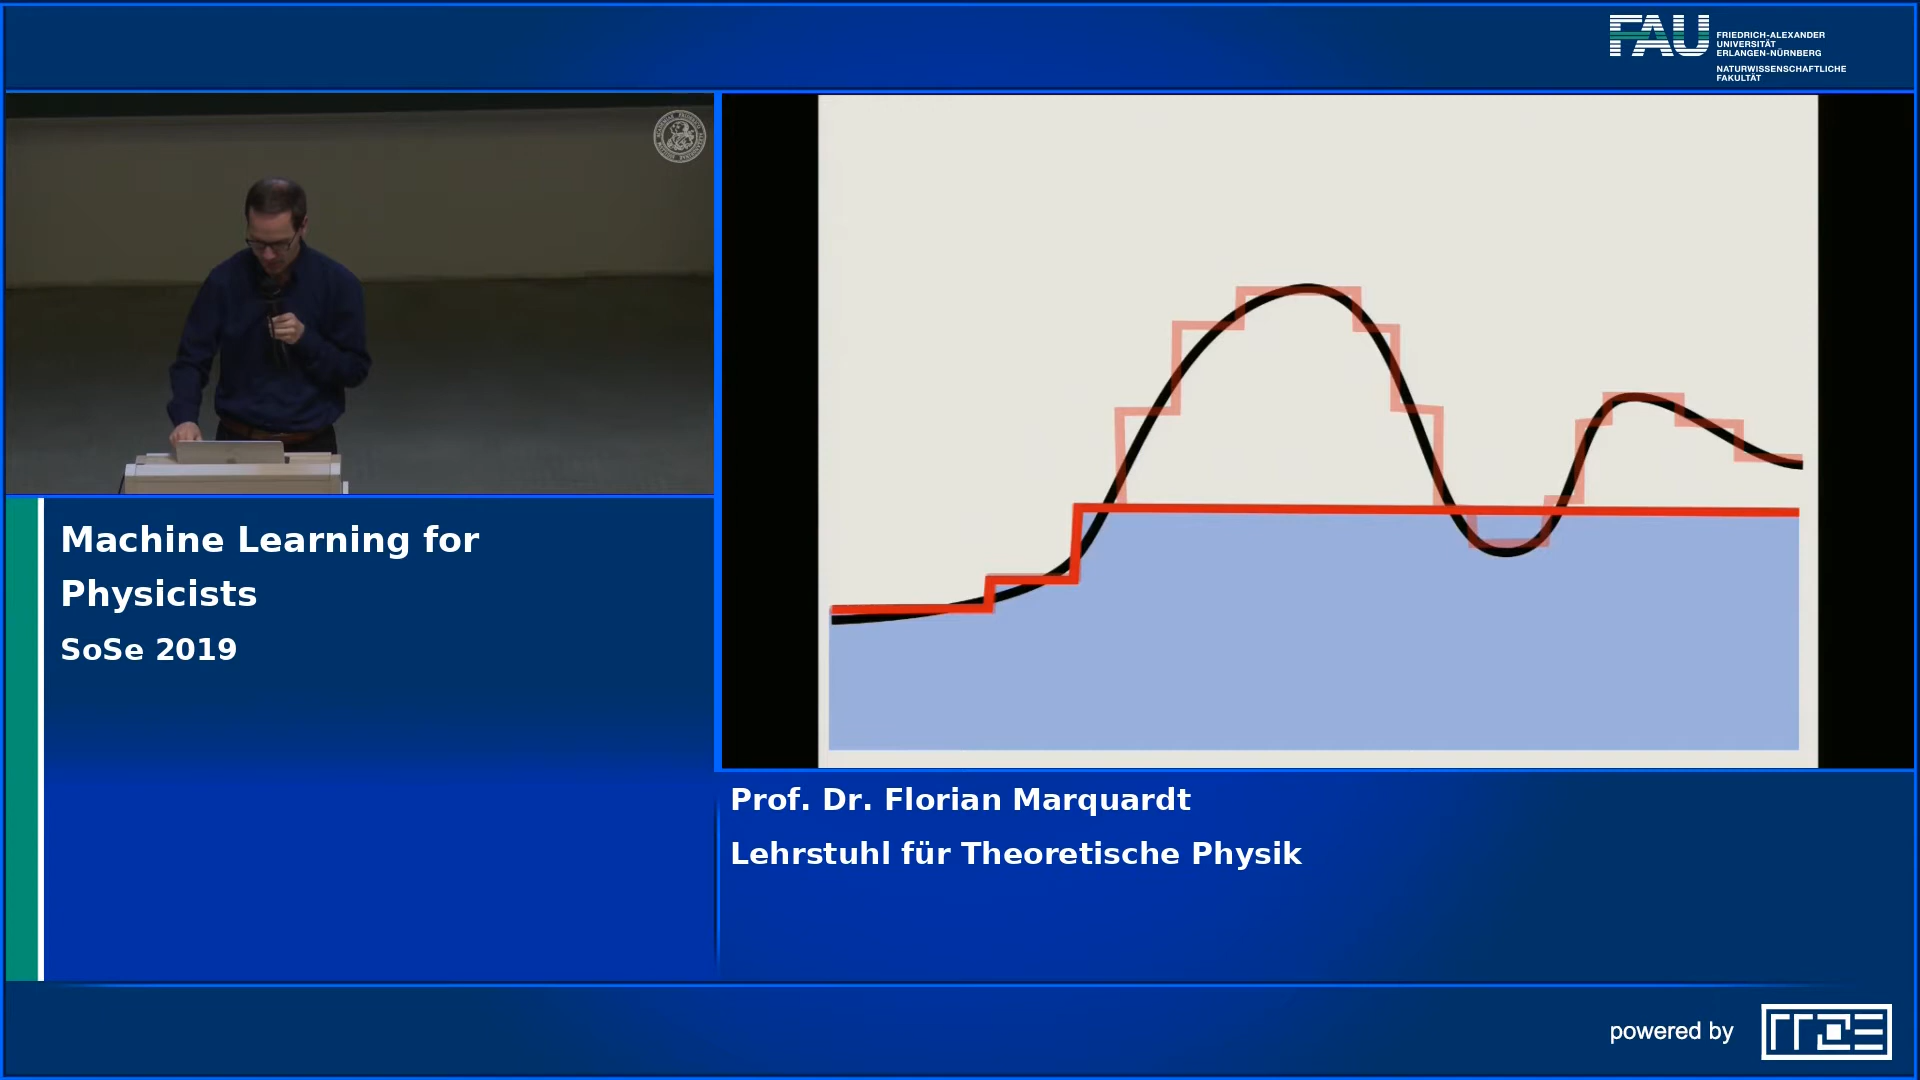 FAU
FRIEDRICH-ALEXANDER
UNIVERSITÄT
ERLANGEN-NÜRNBERG
NATURWISSENSCHAFTLICHE
FAKULTÄT
Machine Learning for
Physicists
SoSe 2019
Prof. Dr. Florian Marquardt
Lehrstuhl für Theoretische Physik
powered by